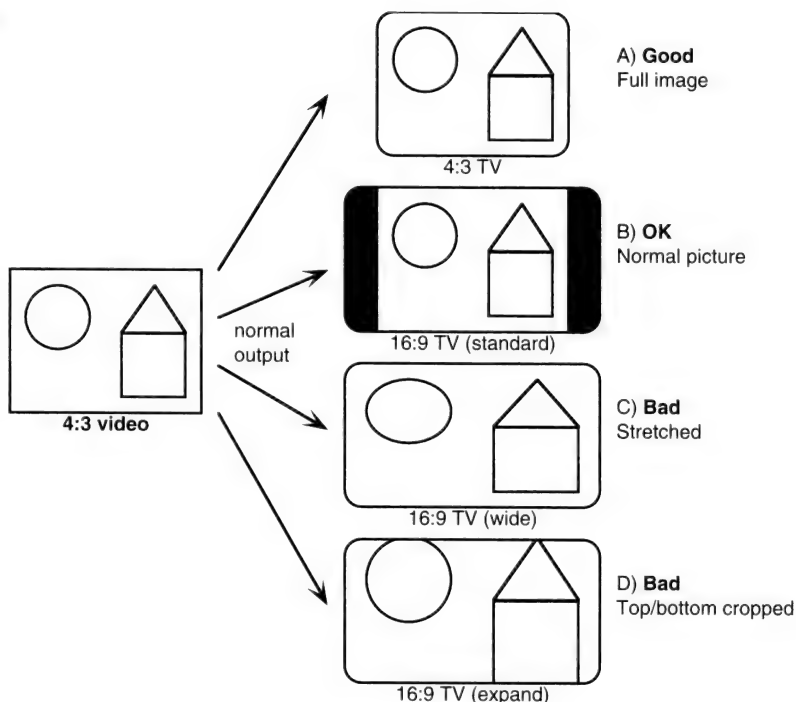 A) Good
Full image
4:3 TV
B) OK
Normal picture
normal
output
16:9 TV (standard)
4:3 video
C) Bad
Stretched
16:9 TV (wide)
D) Bad
Top/bottom cropped
16:9 TV (expand)